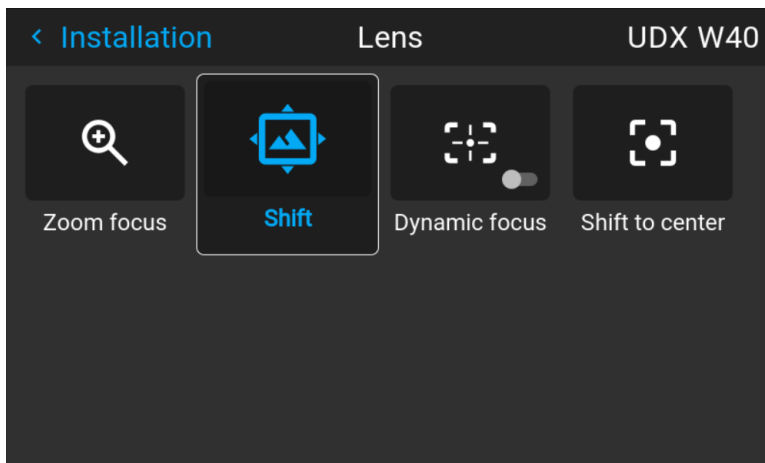 Installation Lens UDX W40
Zoom focus Shift Dynamic focus Shift to center